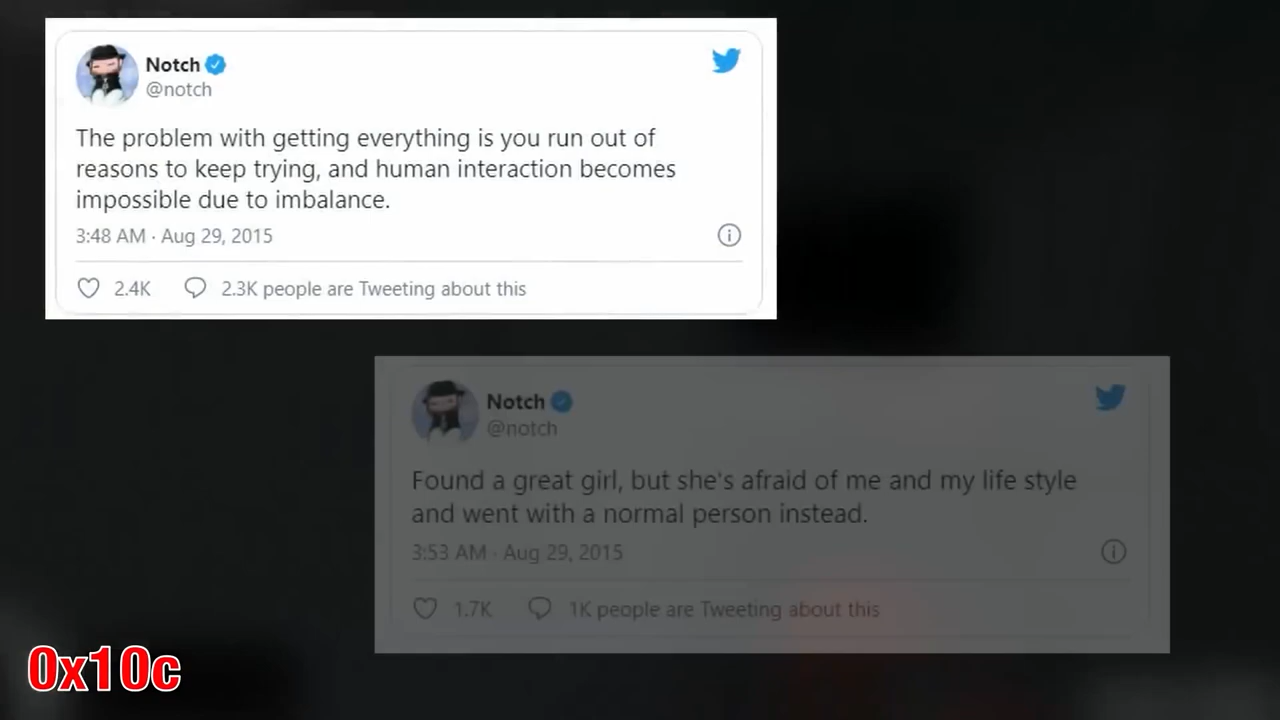 Notch
@notch
The problem with getting everything is you run out of
reasons to keep trying, and human interaction becomes
impossible due to imbalance.
3:48 AM · Aug 29, 2015
2.4K 2.3K people are Tweeting about this
Notch
@notch
Found a great girl, but she's afraid of me and my life style
and went with a normal person instead.
3:53 AM · Aug 29, 2015
1.7K 1K people are Tweeting about this
0x10c